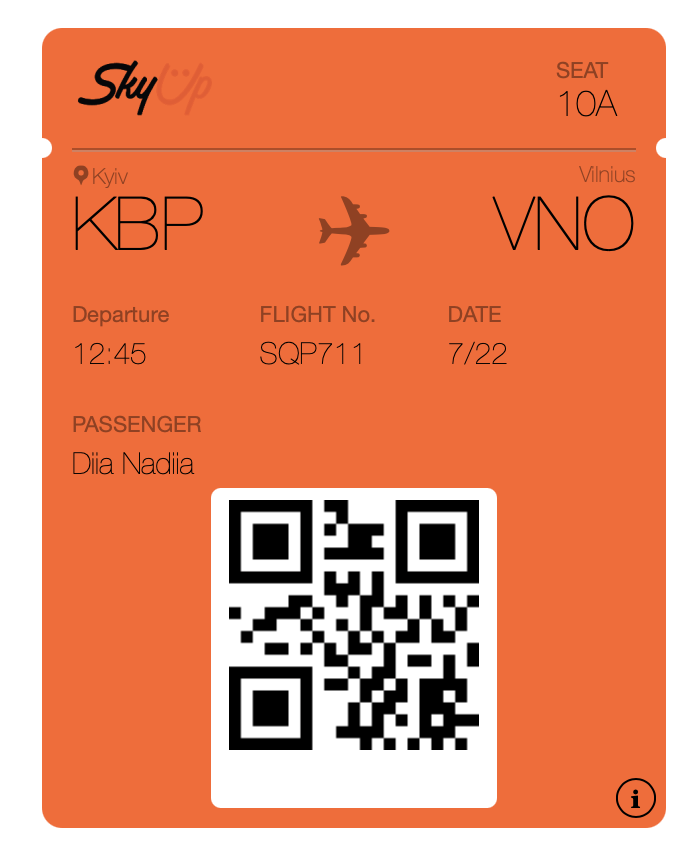 SkyUp
SEAT
10A
Kyiv
Vilnius
KBP
VNO
Departure
FLIGHT No.
DATE
12:45
SQP711
7/22
PASSENGER
Diia Nadiia
i